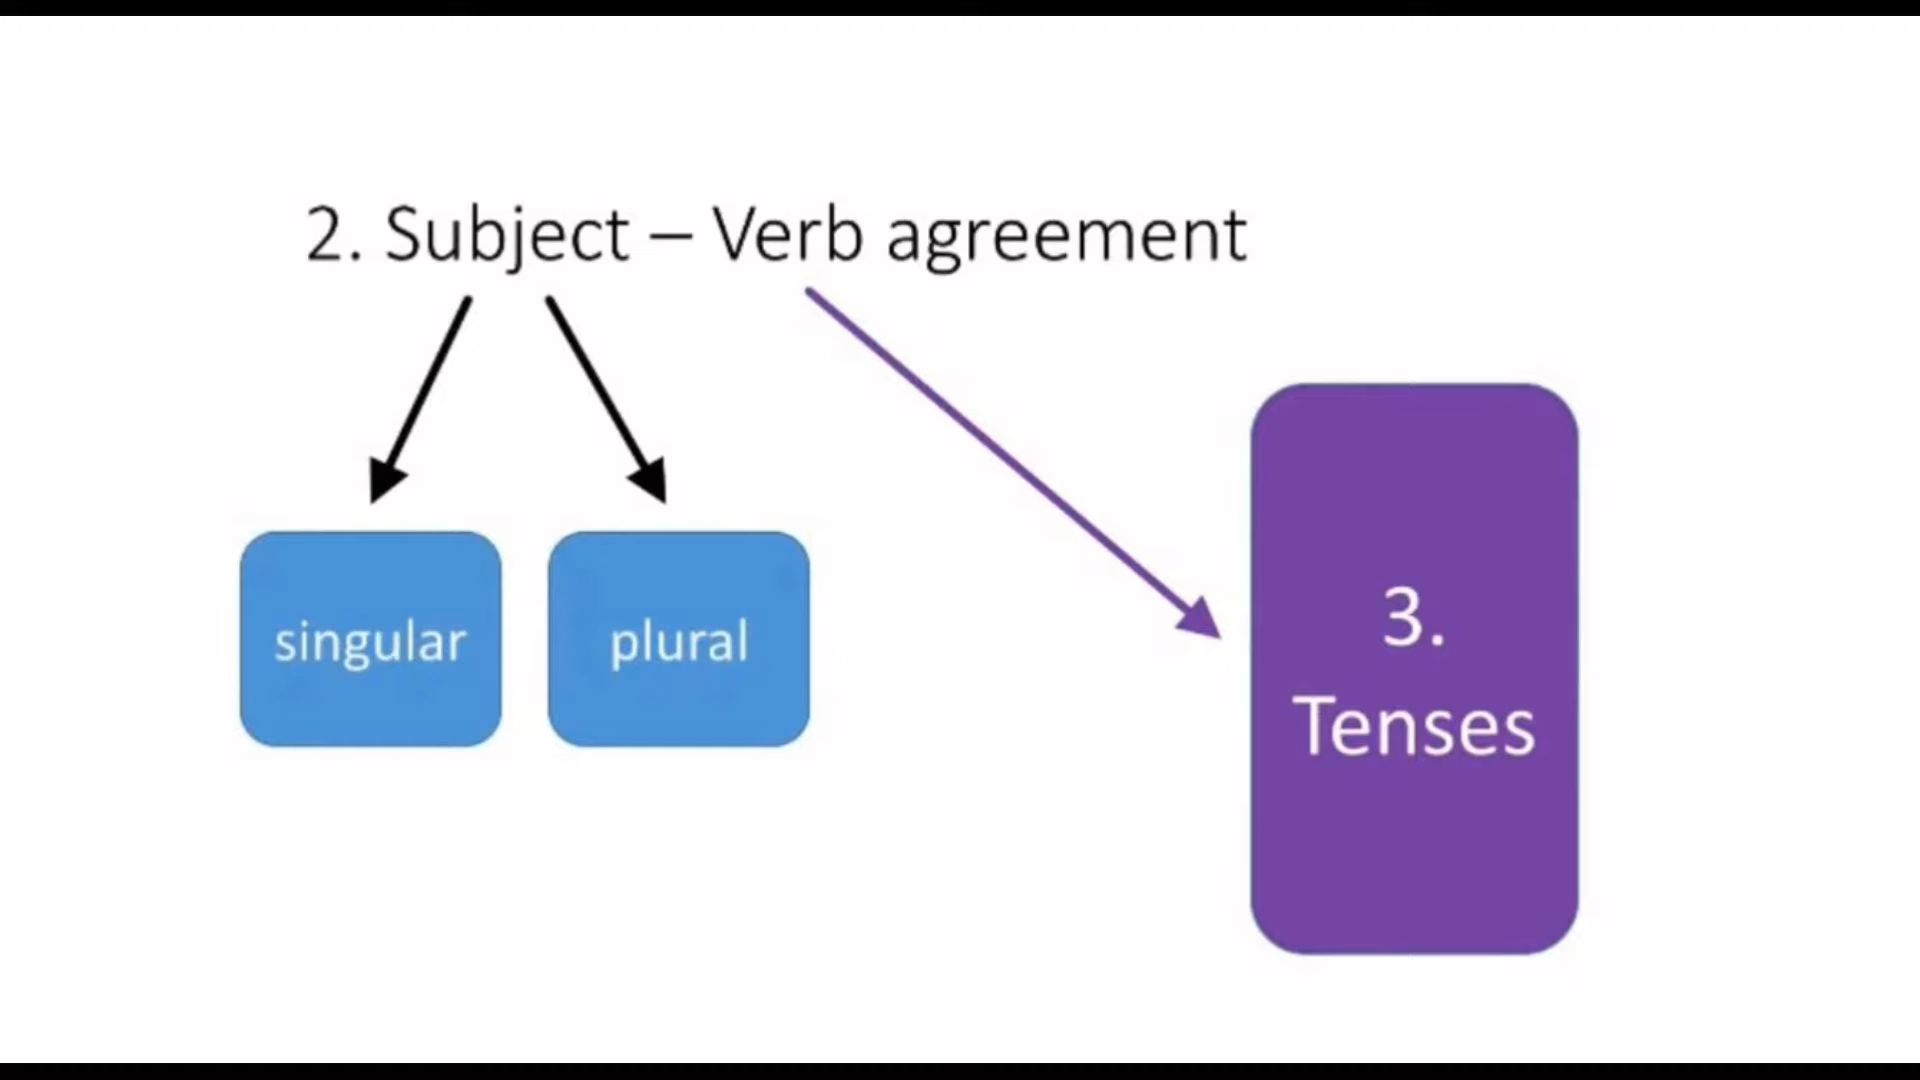 2. Subject – Verb agreement
singular
plural
3.
Tenses